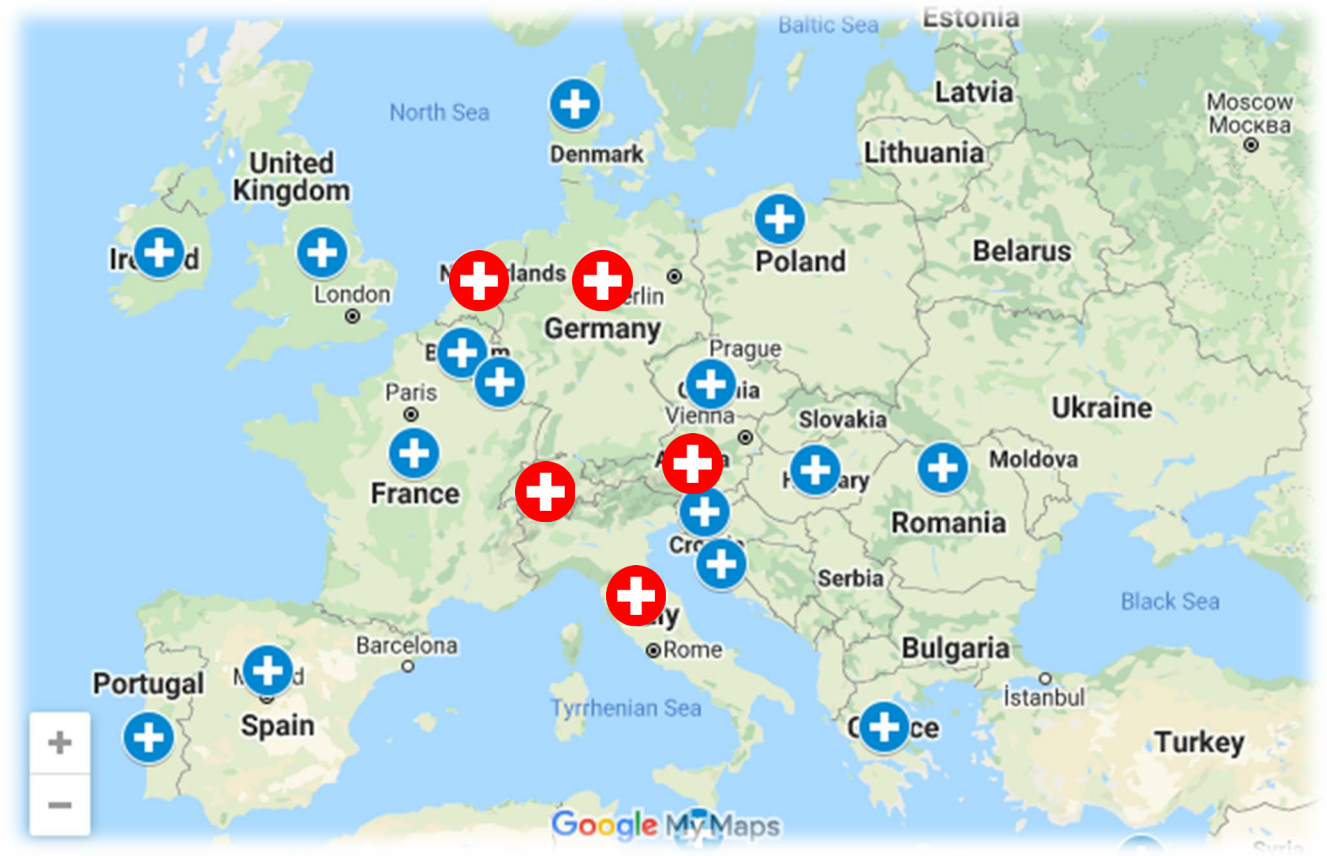 Estonia
Baltic Sea
Latvia
Moscow
Москва
North Sea
Denmark
Lithuania
United
Kingdom
Belarus
Poland
London
Germany
Prague
Paris
Vienna
Slovakia
Ukraine
Moldova
France
Romania
Serbia
Black Sea
Barcelona
Rome
Bulgaria
Portugal
Spain
İstanbul
Tyrrhenian Sea
Turkey
Google My Maps